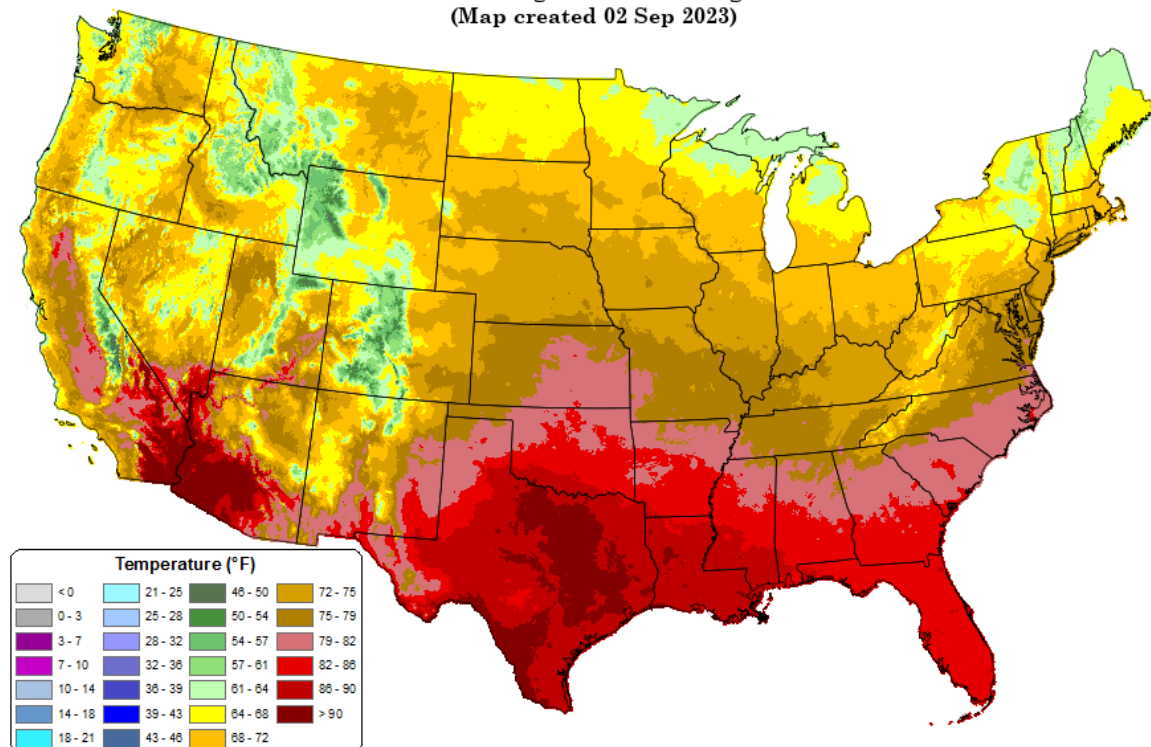 (Map created 02 Sep 2023)
Temperature (°F)
< 0
0 - 3
3 - 7
7 - 10
10 - 14
14 - 18
18 - 21
21 - 25
25 - 28
28 - 32
32 - 36
36 - 39
39 - 43
43 - 46
46 - 50
50 - 54
54 - 57
57 - 61
61 - 64
64 - 68
68 - 72
72 - 75
75 - 79
79 - 82
82 - 86
86 - 90
> 90